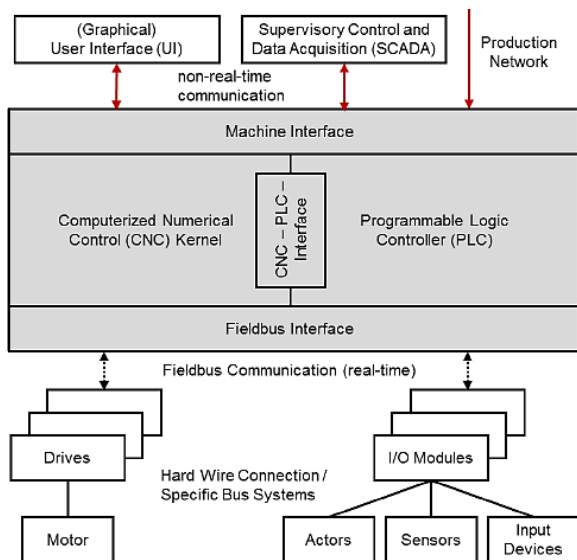 (Graphical)
User Interface (UI)
Supervisory Control and
Data Acquisition (SCADA)
Production
Network
non-real-time
communication
Machine Interface
Computerized Numerical
Control (CNC) Kernel
CNC – PLC –
Interface
Programmable Logic
Controller (PLC)
Fieldbus Interface
Fieldbus Communication (real-time)
Drives
I/O Modules
Hard Wire Connection /
Specific Bus Systems
Motor
Actors
Sensors
Input
Devices